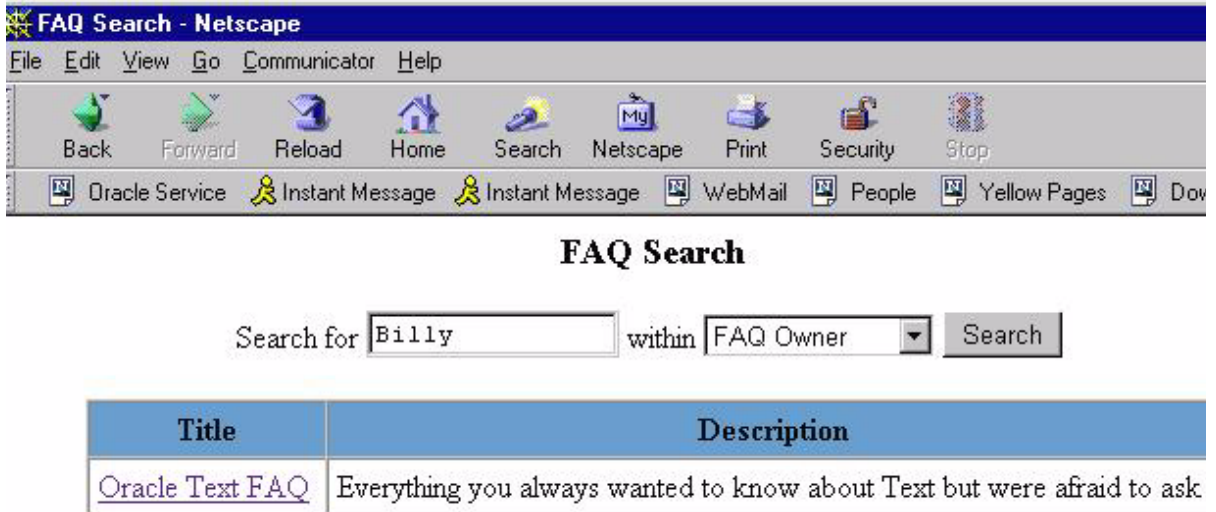 FAQ Search - Netscape
File Edit View Go Communicator Help
Back Forward Reload Home Search My Netscape Print Security Stop
Oracle Service Instant Message Instant Message WebMail People Yellow Pages
FAQ Search
Search for Billy within FAQ Owner Search
Title Description
Oracle Text FAQ Everything you always wanted to know about Text but were afraid to ask